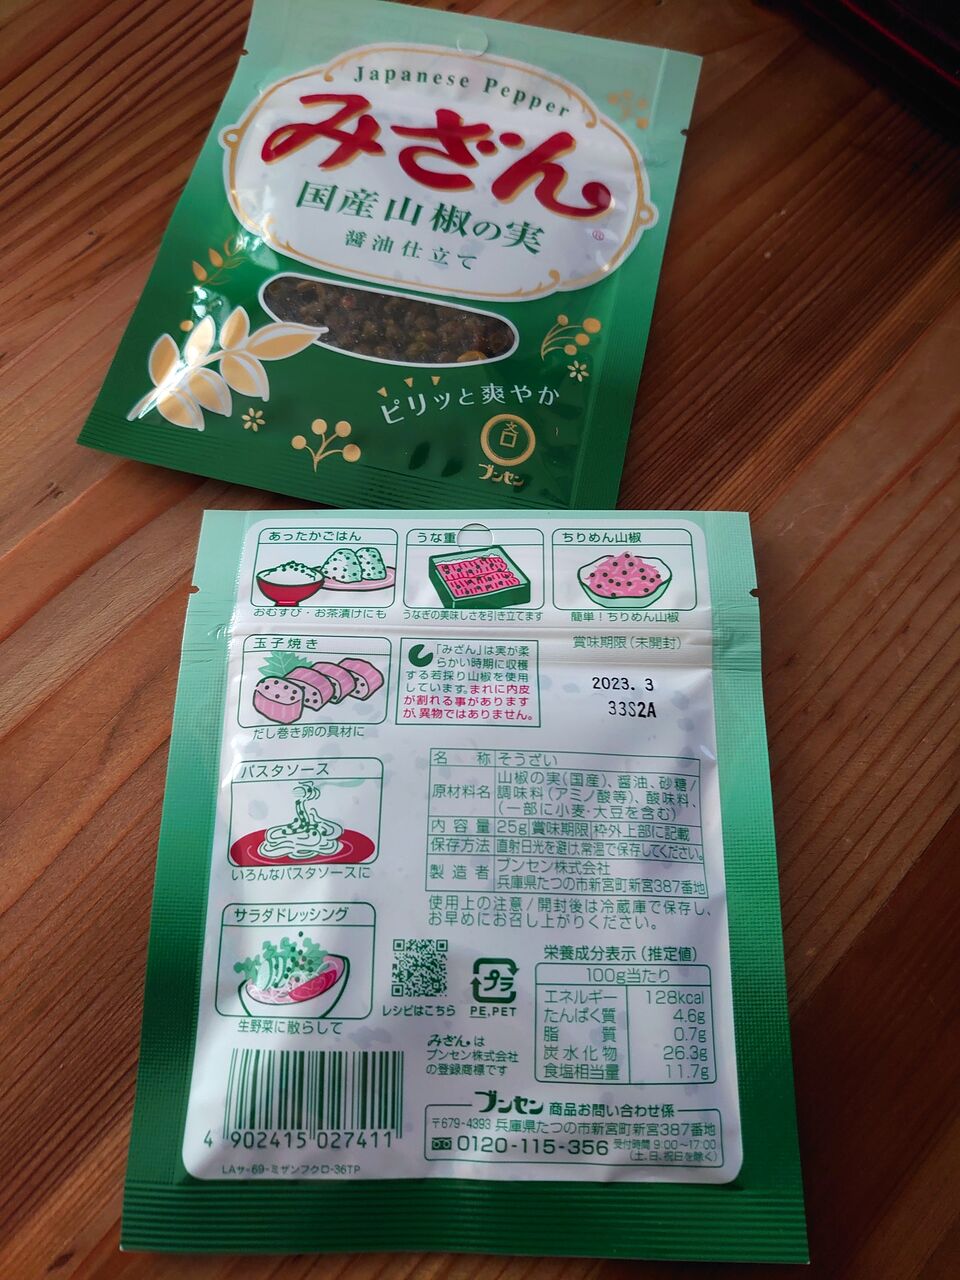 Japanese Pepper
みざん
®
国産山椒の実
醤油仕立て
ピリッと爽やか
文
ブンセン
あったかごはん
おむすび・お茶漬けにも
うな重
うなぎの美味しさを引き立てます
ちりめん山椒
簡単!ちりめん山椒
玉子焼き
だし巻き卵の具材に
「みざん」は実が柔
らかい時期に収穫
する若採り山椒を使用
しています。まれに内皮
が割れる事があります
が、異物ではありません。
賞味期限(未開封)
2023. 3
33S2A
パスタソース
いろんなパスタソースに
サラダドレッシング
生野菜に散らして
名 称 そうざい
原材料名 山椒の実(国産)、醤油、砂糖/
調味料(アミノ酸等)、酸味料、
(一部に小麦・大豆を含む)
内容量 25g 賞味期限 枠外上部に記載
保存方法 直射日光を避け、常温で保存してください。
製造者 ブンセン株式会社
兵庫県たつの市新宮町新宮387番地
使用上の注意/開封後は冷蔵庫で保存し、
お早めにお召し上がりください。
レシピはこちら
プラ
PE,PET
みざんは
ブンセン株式会社
の登録商標です
栄養成分表示(推定値)
100g当たり
エネルギー 128kcal
たんぱく質 4.6g
脂質 0.7g
炭水化物 26.3g
食塩相当量 11.7g
4 902415 027411
LAサ-69-ミザンフクロ-36TP
ブンセン 商品お問い合わせ係
〒679-4393 兵庫県たつの市新宮町新宮387番地
0120-115-356 受付時間 9:00~17:00
(土、日、祝日を除く)